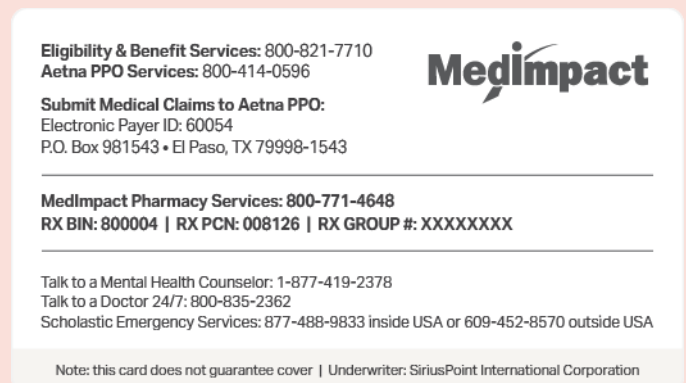 Eligibility & Benefit Services: 800-821-7710
Aetna PPO Services: 800-414-0596
MedImpact
Submit Medical Claims to Aetna PPO:
Electronic Payer ID: 60054
P.O. Box 981543 • El Paso, TX 79998-1543
MedImpact Pharmacy Services: 800-771-4648
RX BIN: 800004 | RX PCN: 008126 | RX GROUP #: XXXXXXXX
Talk to a Mental Health Counselor: 1-877-419-2378
Talk to a Doctor 24/7: 800-835-2362
Scholastic Emergency Services: 877-488-9833 inside USA or 609-452-8570 outside USA
Note: this card does not guarantee cover | Underwriter: SiriusPoint International Corporation